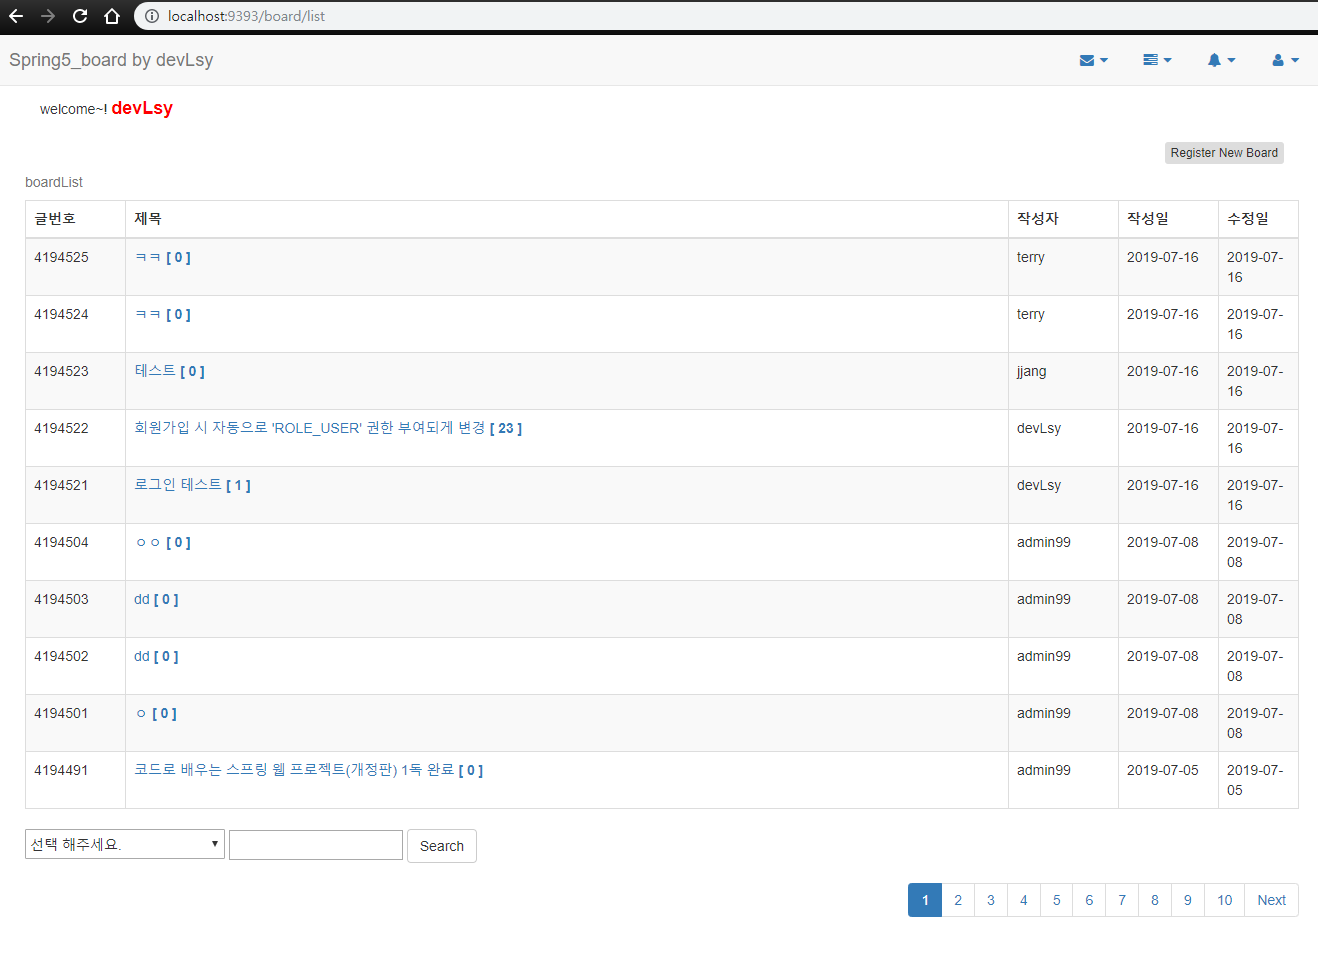 localhost:9393/board/list
Spring5_board by devLsy
welcome~! devLsy
Register New Board
boardList
글번호 제목 작성자 작성일 수정일
4194525 ㅋㅋ [ 0 ] terry 2019-07-16 2019-07-
16
4194524 ㅋㅋ [ 0 ] terry 2019-07-16 2019-07-
16
4194523 테스트 [ 0 ] jjang 2019-07-16 2019-07-
16
4194522 회원가입 시 자동으로 'ROLE_USER' 권한 부여되게 변경 [ 23 ] devLsy 2019-07-16 2019-07-
16
4194521 로그인 테스트 [ 1 ] devLsy 2019-07-16 2019-07-
16
4194504 ㅇㅇ [ 0 ] admin99 2019-07-08 2019-07-
08
4194503 dd [ 0 ] admin99 2019-07-08 2019-07-
08
4194502 dd [ 0 ] admin99 2019-07-08 2019-07-
08
4194501 ㅇ [ 0 ] admin99 2019-07-08 2019-07-
08
4194491 코드로 배우는 스프링 웹 프로젝트(개정판) 1독 완료 [ 0 ] admin99 2019-07-05 2019-07-
05
선택 해주세요. Search
1 2 3 4 5 6 7 8 9 10 Next